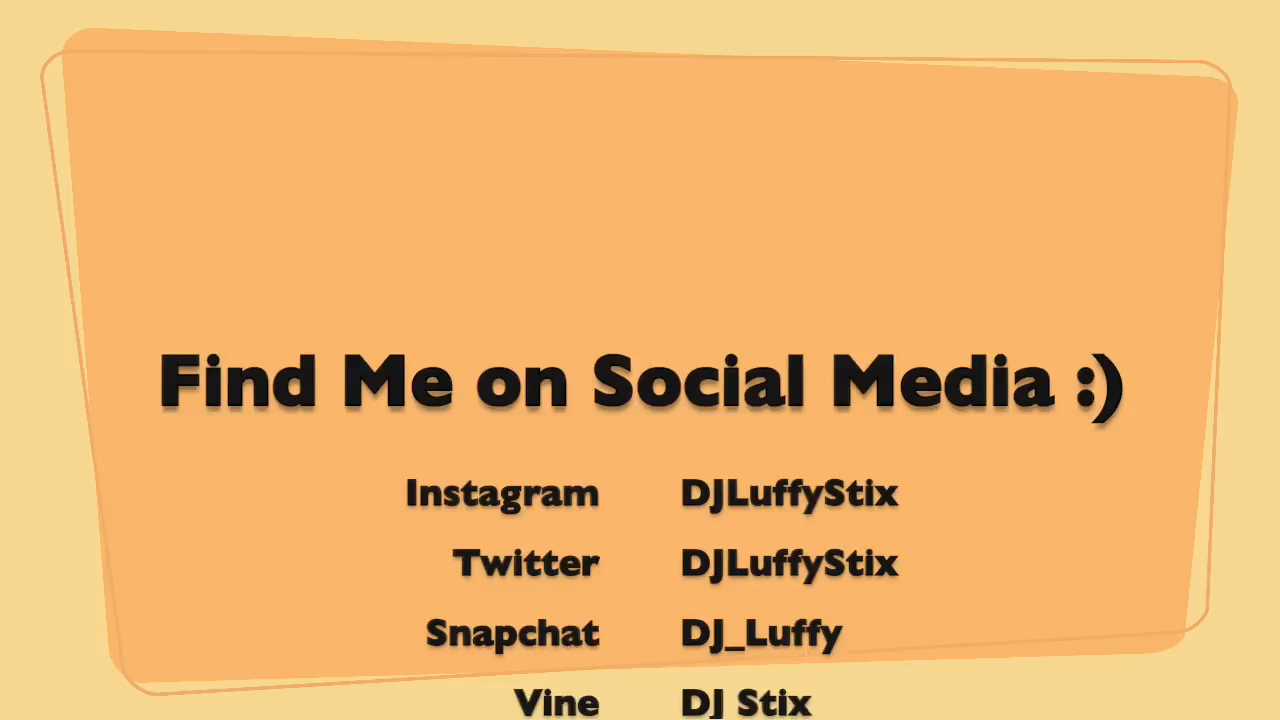 Find Me on Social Media :)
Instagram DJLuffyStix
Twitter DJLuffyStix
Snapchat DJ_Luffy
Vine DJ Stix